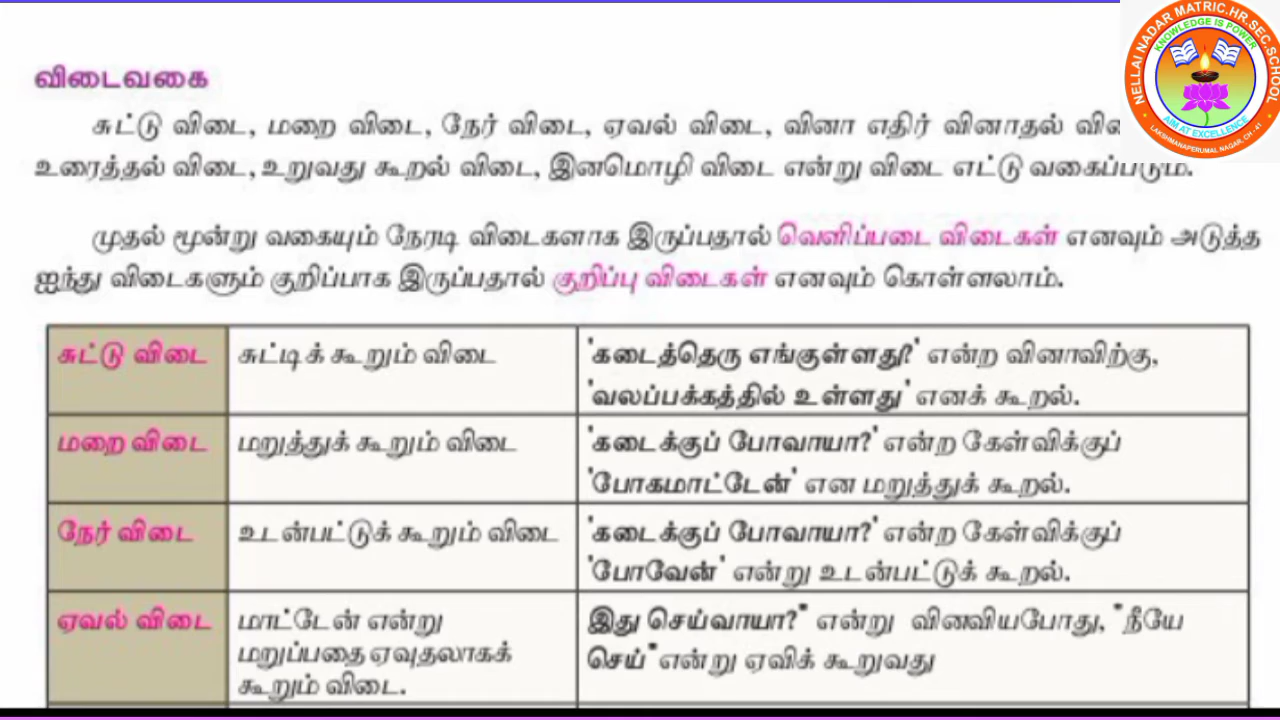 NELLAI NADAR MATRIC.HR.SEC.SCHOOL
KNOWLEDGE IS POWER
AIM AT EXCELLENCE
LAKSHMANAPERUMAL NAGAR, CH - 41
விடைவகை
சுட்டு விடை, மறை விடை, நேர் விடை, ஏவல் விடை, வினா எதிர் வினாதல்
உரைத்தல் விடை, உறுவது கூறல் விடை, இனமொழி விடை என்று விடை எட்டு வகைப்படும்.
முதல் மூன்று வகையும் நேரடி விடைகளாக இருப்பதால் வெளிப்படை விடைகள் எனவும் அடுத்த
ஐந்து விடைகளும் குறிப்பாக இருப்பதால் குறிப்பு விடைகள் எனவும் கொள்ளலாம்.
சுட்டு விடை சுட்டிக் கூறும் விடை 'கடைத்தெரு எங்குள்ளது?' என்ற வினாவிற்கு,
'வலப்பக்கத்தில் உள்ளது' எனக் கூறல்.
மறை விடை மறுத்துக் கூறும் விடை 'கடைக்குப் போவாயா?' என்ற கேள்விக்குப்
'போகமாட்டேன்' என மறுத்துக் கூறல்.
நேர் விடை உடன்பட்டுக் கூறும் விடை 'கடைக்குப் போவாயா?' என்ற கேள்விக்குப்
'போவேன்' என்று உடன்பட்டுக் கூறல்.
ஏவல் விடை மாட்டேன் என்று இது செய்வாயா?" என்று வினவியபோது, "நீயே
மறுப்பதை ஏவுதலாகக் செய்" என்று ஏவிக் கூறுவது
கூறும் விடை.